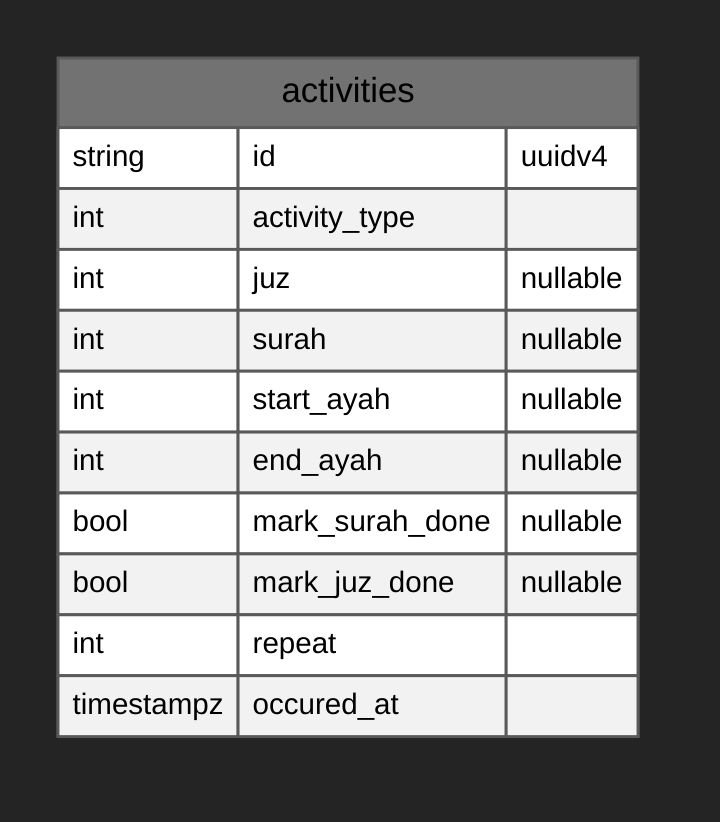 activities
string id uuidv4
int activity_type
int juz nullable
int surah nullable
int start_ayah nullable
int end_ayah nullable
bool mark_surah_done nullable
bool mark_juz_done nullable
int repeat
timestampz occured_at